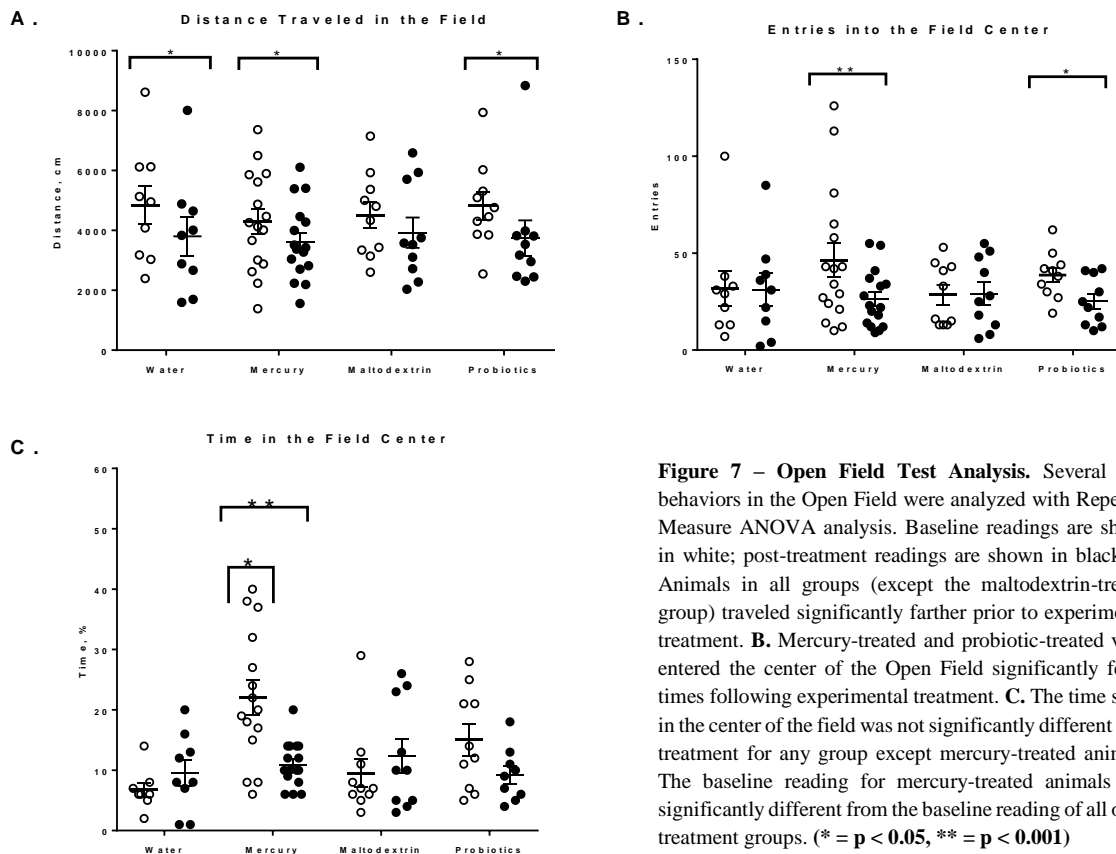 A .
Distance Traveled in the Field
10000
8000
6000
4000
2000
0
Distance, cm
*
*
*
Water Mercury Maltodextrin Probiotics
B .
Entries into the Field Center
150
100
50
0
Entries
**
*
Water Mercury Maltodextrin Probiotics
C .
Time in the Field Center
60
50
40
30
20
10
0
Time, %
**
*
Water Mercury Maltodextrin Probiotics
Figure 7 – Open Field Test Analysis. Several
behaviors in the Open Field were analyzed with Repe
Measure ANOVA analysis. Baseline readings are sh
in white; post-treatment readings are shown in black
Animals in all groups (except the maltodextrin-tre
group) traveled significantly farther prior to experime
treatment. B. Mercury-treated and probiotic-treated v
entered the center of the Open Field significantly fe
times following experimental treatment. C. The time s
in the center of the field was not significantly different
treatment for any group except mercury-treated anim
The baseline reading for mercury-treated animals
significantly different from the baseline reading of all o
treatment groups. (* = p < 0.05, ** = p < 0.001)